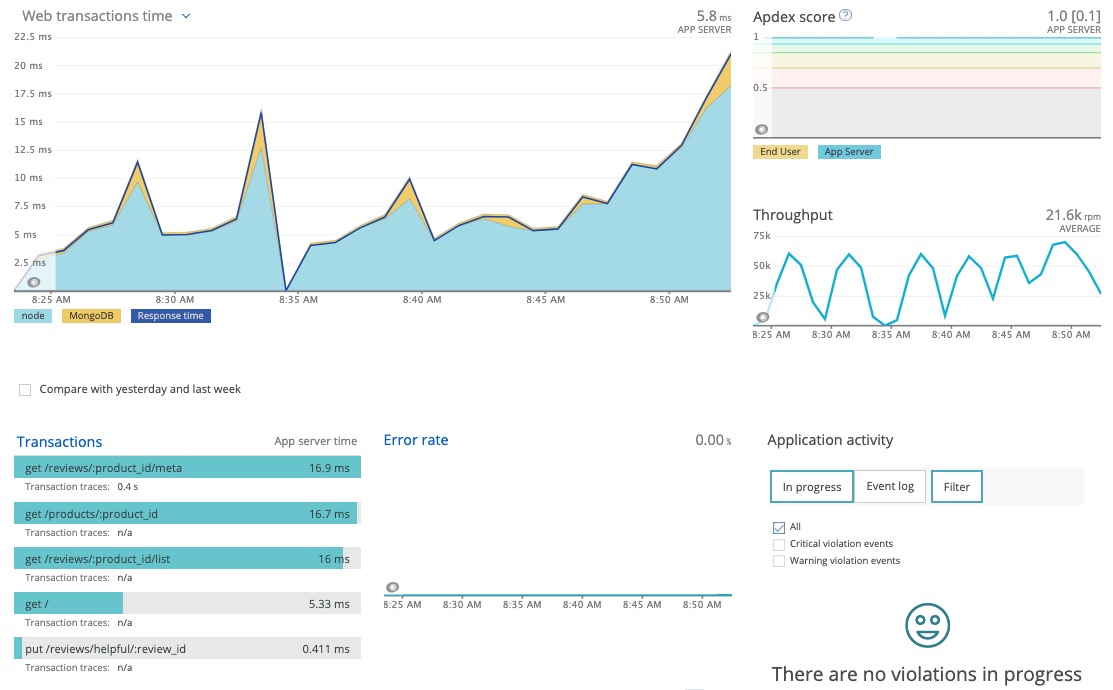 Web transactions time
5.8 ms
APP SERVER
22.5 ms
20 ms
17.5 ms
15 ms
12.5 ms
10 ms
7.5 ms
5 ms
2.5 ms
8:25 AM 8:30 AM 8:35 AM 8:40 AM 8:45 AM 8:50 AM
node MongoDB Response time
Apdex score ?
1.0 [0.1]
APP SERVER
1
0.5
End User App Server
Throughput
21.6k rpm
AVERAGE
75k
50k
25k
8:25 AM 8:30 AM 8:35 AM 8:40 AM 8:45 AM 8:50 AM
Compare with yesterday and last week
Transactions App server time
get /reviews/:product_id/meta 16.9 ms
Transaction traces: 0.4 s
get /products/:product_id 16.7 ms
Transaction traces: n/a
get /reviews/:product_id/list 16 ms
Transaction traces: n/a
get / 5.33 ms
Transaction traces: n/a
put /reviews/helpful/:review_id 0.411 ms
Transaction traces: n/a
Error rate 0.00 %
8:25 AM 8:30 AM 8:35 AM 8:40 AM 8:45 AM 8:50 AM
Application activity
In progress Event log Filter
All
Critical violation events
Warning violation events
There are no violations in progress